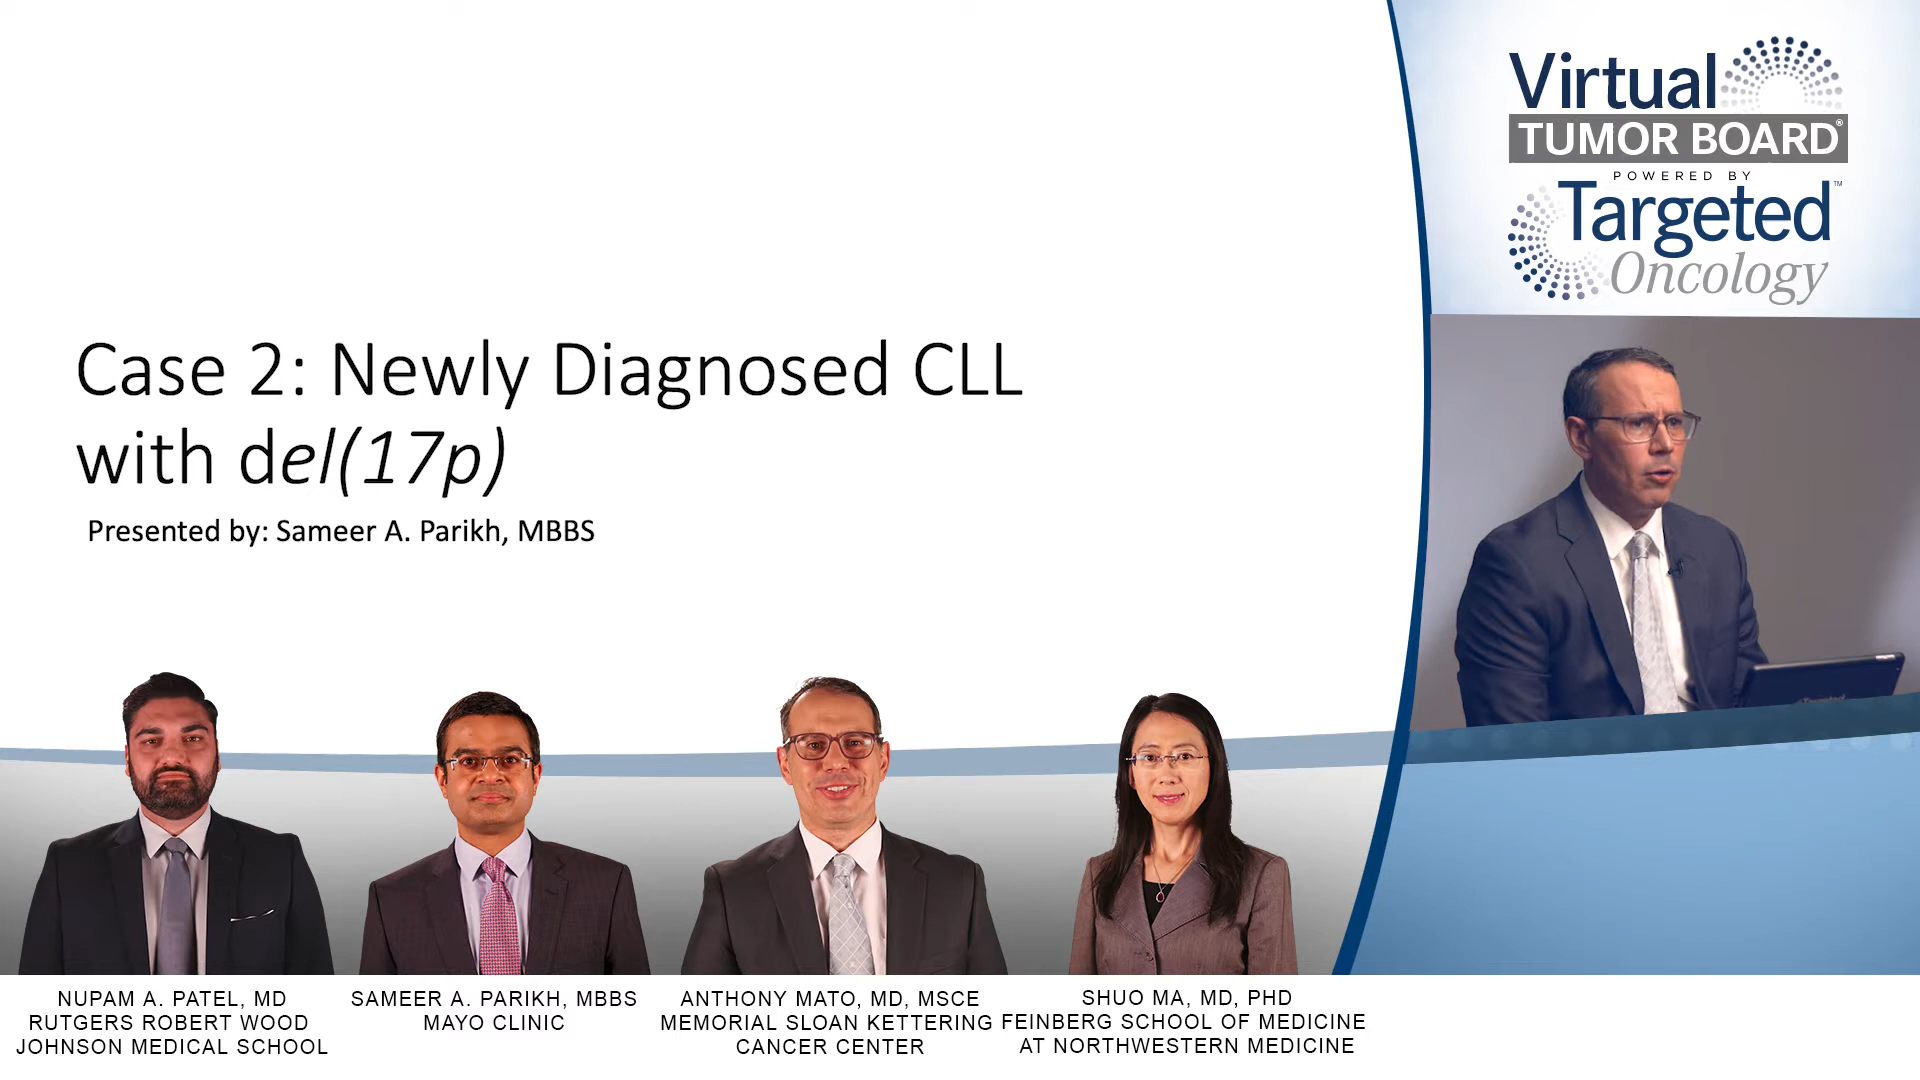 Case 2: Newly Diagnosed CLL
with del(17p)
Presented by: Sameer A. Parikh, MBBS
Virtual
TUMOR BOARD®
POWERED BY
Targeted™
Oncology
Targeted
NUPAM A. PATEL, MD
RUTGERS ROBERT WOOD
JOHNSON MEDICAL SCHOOL
SAMEER A. PARIKH, MBBS
MAYO CLINIC
ANTHONY MATO, MD, MSCE
MEMORIAL SLOAN KETTERING
CANCER CENTER
SHUO MA, MD, PHD
FEINBERG SCHOOL OF MEDICINE
AT NORTHWESTERN MEDICINE